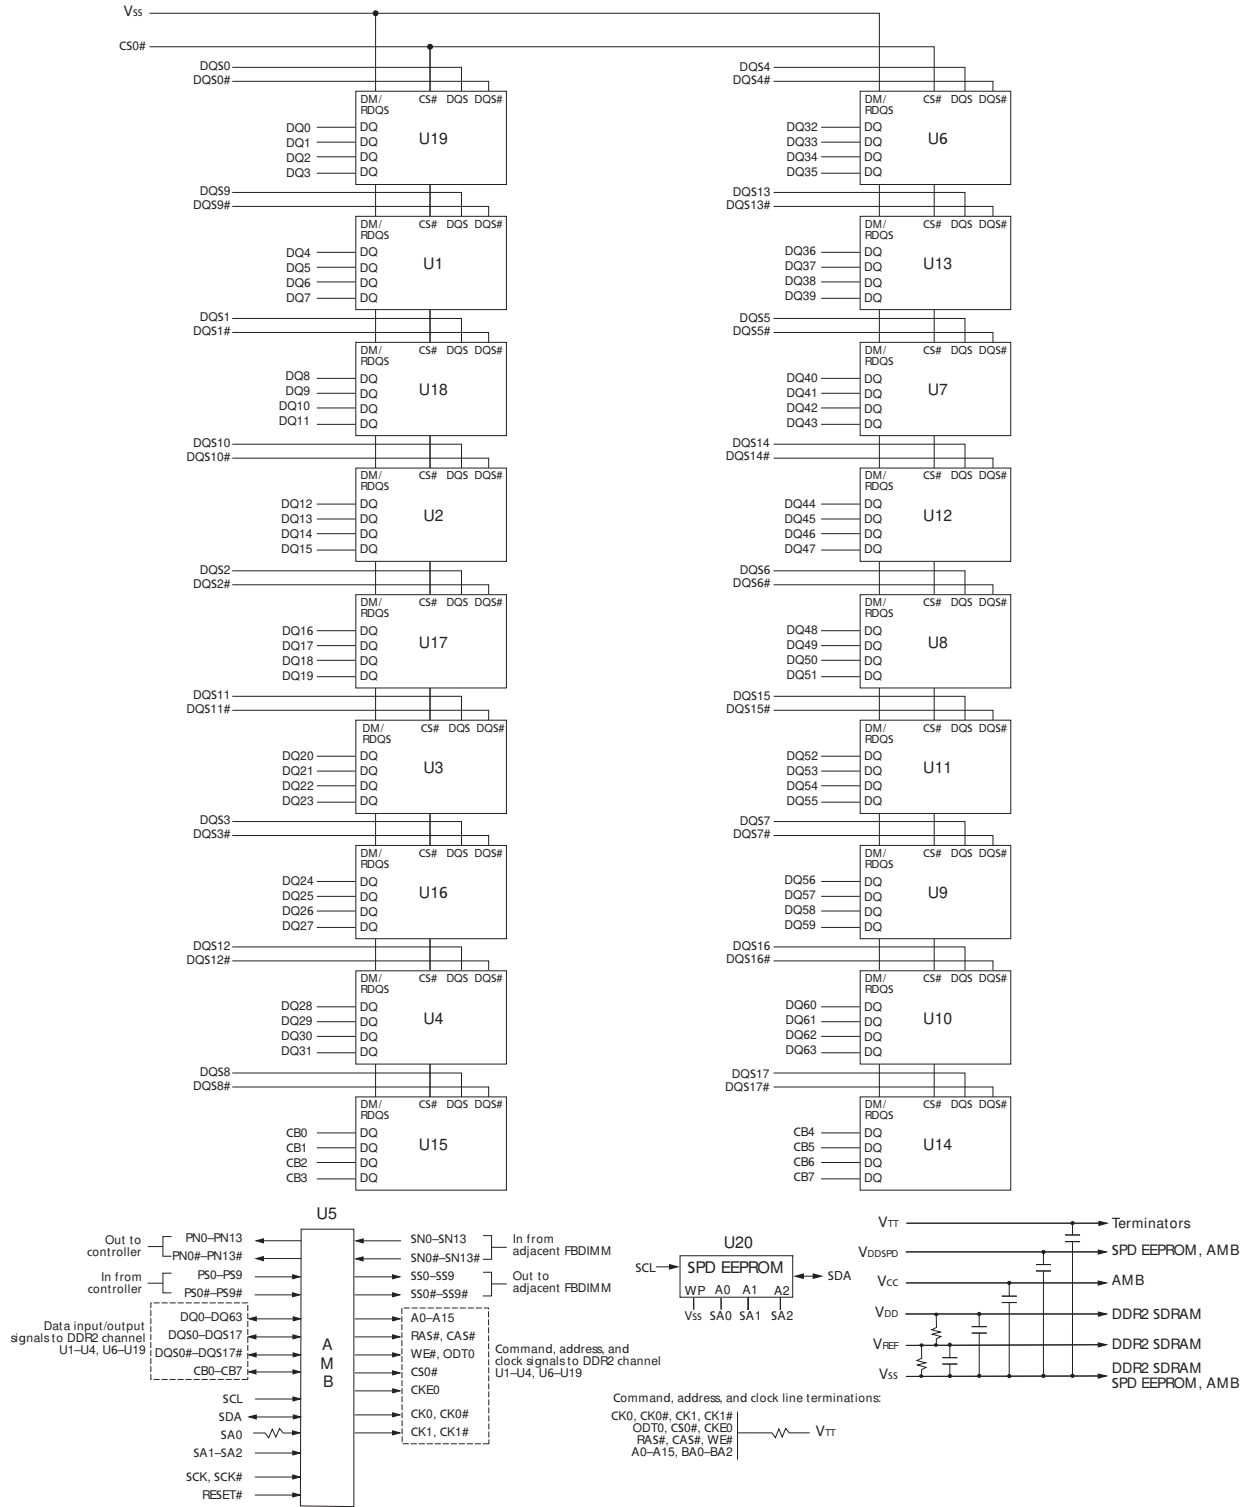 Vss
CS0#
DQS0
DQS0#
DM/ RDQS CS# DQS DQS#
U19
DQ0 DQ
DQ1 DQ
DQ2 DQ
DQ3 DQ
DQS9
DQS9#
DM/ RDQS CS# DQS DQS#
U1
DQ4 DQ
DQ5 DQ
DQ6 DQ
DQ7 DQ
DQS1
DQS1#
DM/ RDQS CS# DQS DQS#
U18
DQ8 DQ
DQ9 DQ
DQ10 DQ
DQ11 DQ
DQS10
DQS10#
DM/ RDQS CS# DQS DQS#
U2
DQ12 DQ
DQ13 DQ
DQ14 DQ
DQ15 DQ
DQS2
DQS2#
DM/ RDQS CS# DQS DQS#
U17
DQ16 DQ
DQ17 DQ
DQ18 DQ
DQ19 DQ
DQS11
DQS11#
DM/ RDQS CS# DQS DQS#
U3
DQ20 DQ
DQ21 DQ
DQ22 DQ
DQ23 DQ
DQS3
DQS3#
DM/ RDQS CS# DQS DQS#
U16
DQ24 DQ
DQ25 DQ
DQ26 DQ
DQ27 DQ
DQS12
DQS12#
DM/ RDQS CS# DQS DQS#
U4
DQ28 DQ
DQ29 DQ
DQ30 DQ
DQ31 DQ
DQS8
DQS8#
DM/ RDQS CS# DQS DQS#
U15
CB0 DQ
CB1 DQ
CB2 DQ
CB3 DQ
DQS4
DQS4#
DM/ RDQS CS# DQS DQS#
U6
DQ32 DQ
DQ33 DQ
DQ34 DQ
DQ35 DQ
DQS13
DQS13#
DM/ RDQS CS# DQS DQS#
U13
DQ36 DQ
DQ37 DQ
DQ38 DQ
DQ39 DQ
DQS5
DQS5#
DM/ RDQS CS# DQS DQS#
U7
DQ40 DQ
DQ41 DQ
DQ42 DQ
DQ43 DQ
DQS14
DQS14#
DM/ RDQS CS# DQS DQS#
U12
DQ44 DQ
DQ45 DQ
DQ46 DQ
DQ47 DQ
DQS6
DQS6#
DM/ RDQS CS# DQS DQS#
U8
DQ48 DQ
DQ49 DQ
DQ50 DQ
DQ51 DQ
DQS15
DQS15#
DM/ RDQS CS# DQS DQS#
U11
DQ52 DQ
DQ53 DQ
DQ54 DQ
DQ55 DQ
DQS7
DQS7#
DM/ RDQS CS# DQS DQS#
U9
DQ56 DQ
DQ57 DQ
DQ58 DQ
DQ59 DQ
DQS16
DQS16#
DM/ RDQS CS# DQS DQS#
U10
DQ60 DQ
DQ61 DQ
DQ62 DQ
DQ63 DQ
DQS17
DQS17#
DM/ RDQS CS# DQS DQS#
U14
CB4 DQ
CB5 DQ
CB6 DQ
CB7 DQ
U5
AMB
Out to
controller
PN0–PN13
PN0#–PN13#
In from
controller
PS0–PS9
PS0#–PS9#
Data input/output
signals to DDR2 channel
U1–U4, U6–U19
DQ0–DQ63
DQS0–DQS17
DQS0#–DQS17#
CB0–CB7
SCL
SDA
SA0
SA1–SA2
SCK, SCK#
RESET#
SN0–SN13
SN0#–SN13#
In from
adjacent FBDIMM
SS0–SS9
SS0#–SS9#
Out to
adjacent FBDIMM
A0–A15
RAS#, CAS#
WE#, ODT0
CS0#
CKE0
CK0, CK0#
CK1, CK1#
Command, address, and
clock signals to DDR2 channel
U1–U4, U6–U19
U20
SCL SPD EEPROM SDA
WP A0 A1 A2
Vss SA0 SA1 SA2
Command, address, and clock line terminations:
CK0, CK0#, CK1, CK1#
ODT0, CS0#, CKE0
RAS#, CAS#, WE#
A0–A15, BA0–BA2
VTT
VTT Terminators
VDDSPD SPD EEPROM, AMB
VCC AMB
VDD DDR2 SDRAM
VREF DDR2 SDRAM
VSS DDR2 SDRAM
SPD EEPROM, AMB